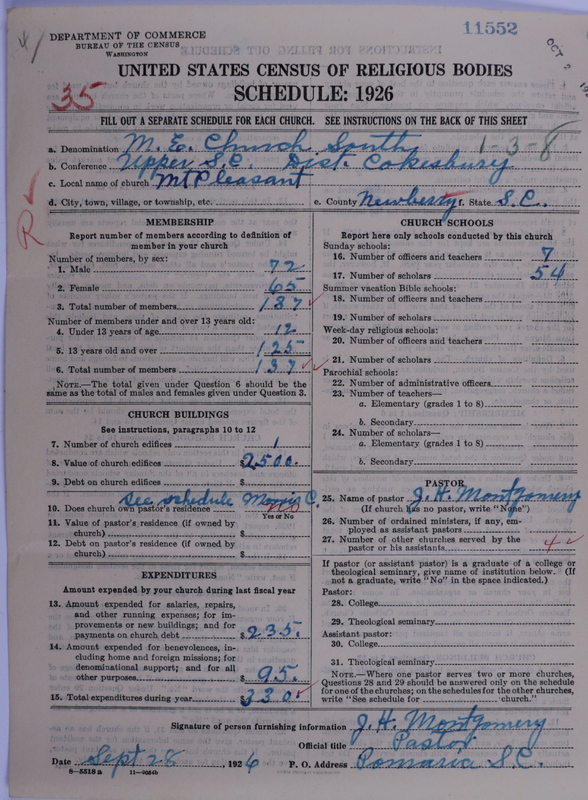 11552
DEPARTMENT OF COMMERCE
BUREAU OF THE CENSUS
WASHINGTON
OCT 2
UNITED STATES CENSUS OF RELIGIOUS BODIES
SCHEDULE: 1926
35
FILL OUT A SEPARATE SCHEDULE FOR EACH CHURCH. SEE INSTRUCTIONS ON THE BACK OF THIS SHEET
a. Denomination M. E. Church South 1-3-8
b. Conference Upper S.C. Dist. Cokesbury
c. Local name of church Mt Pleasant
d. City, town, village, or township, etc. e. County Newberry f. State S.C.
R
MEMBERSHIP
Report number of members according to definition of
member in your church
Number of members, by sex:
1. Male 72
2. Female 65
3. Total number of members 137
Number of members under and over 13 years old:
4. Under 13 years of age 12
5. 13 years old and over 125
6. Total number of members 137
NOTE.—The total given under Question 6 should be the
same as the total of males and females given under Question 3.
CHURCH BUILDINGS
See instructions, paragraphs 10 to 12
7. Number of church edifices 1
8. Value of church edifices $2500.
9. Debt on church edifices $
See schedule Morris C.
10. Does church own pastor's residence No
Yes or No
11. Value of pastor's residence (if owned by
church) $
12. Debt on pastor's residence (if owned by
church) $
EXPENDITURES
Amount expended by your church during last fiscal year
13. Amount expended for salaries, repairs,
and other running expenses; for im-
provements or new buildings; and for
payments on church debt $235.
14. Amount expended for benevolences, in-
cluding home and foreign missions; for
denominational support; and for all
other purposes $95.
15. Total expenditures during year 330.
CHURCH SCHOOLS
Report here only schools conducted by this church
Sunday schools:
16. Number of officers and teachers 7
17. Number of scholars 54
Summer vacation Bible schools:
18. Number of officers and teachers
19. Number of scholars
Week-day religious schools:
20. Number of officers and teachers
21. Number of scholars
Parochial schools:
22. Number of administrative officers
23. Number of teachers—
a. Elementary (grades 1 to 8)
b. Secondary
24. Number of scholars—
a. Elementary (grades 1 to 8)
b. Secondary
PASTOR
25. Name of pastor J. H. Montgomery
(If church has no pastor, write "None")
26. Number of ordained ministers, if any, em-
ployed as assistant pastors
27. Number of other churches served by the
pastor or his assistants 4
If pastor (or assistant pastor) is a graduate of a college or
theological seminary, give name of institution below. (If
not a graduate, write "No" in the space indicated.)
Pastor:
28. College
29. Theological seminary
Assistant pastor:
30. College
31. Theological seminary
NOTE.—Where one pastor serves two or more churches,
Questions 28 and 29 should be answered only on the schedule
for one of the churches; on the schedules for the other churches,
write "See schedule for church."
Signature of person furnishing information J. H. Montgomery
Official title Pastor
Date Sept 28, 1926 P. O. Address Pomaria S.C.
8—5518a 11—9054b